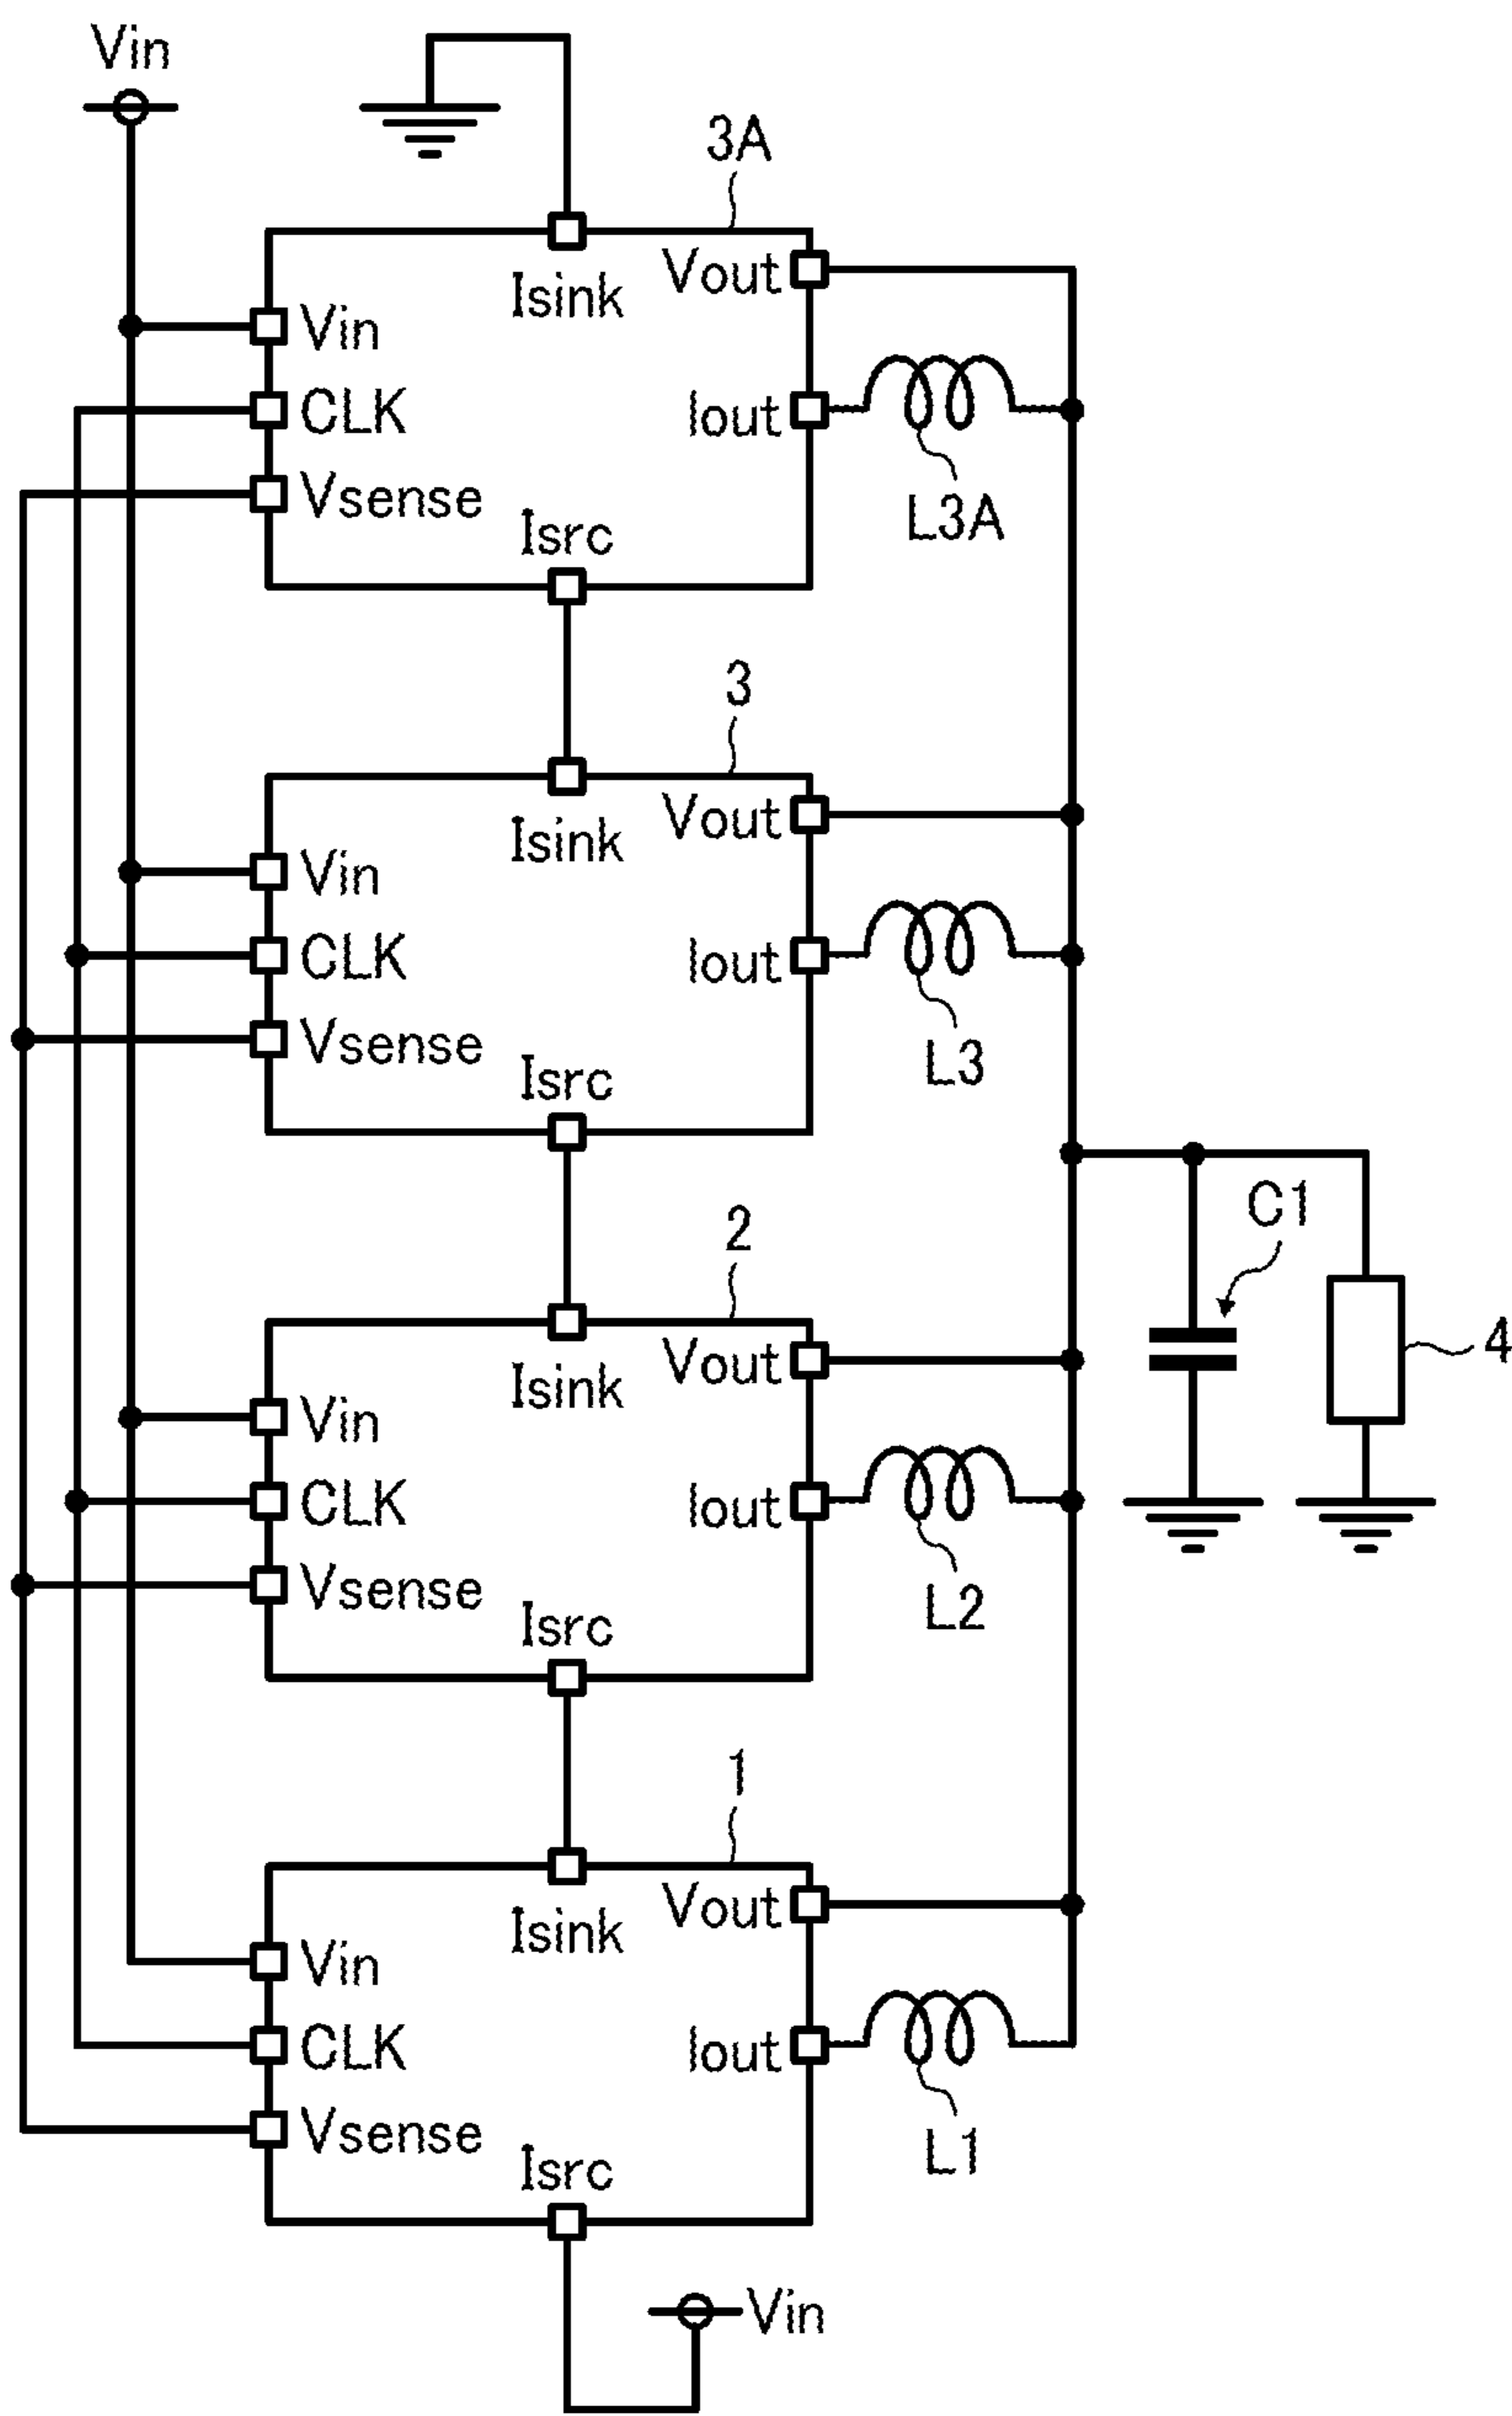 Vin
3A
Isink
Vout
Vin
CLK
Iout
Vsense
L3A
Isrc
3
Isink
Vout
Vin
CLK
Iout
Vsense
L3
Isrc
C1
2
4
Isink
Vout
Vin
CLK
Iout
Vsense
L2
Isrc
1
Isink
Vout
Vin
CLK
Iout
Vsense
L1
Isrc
Vin